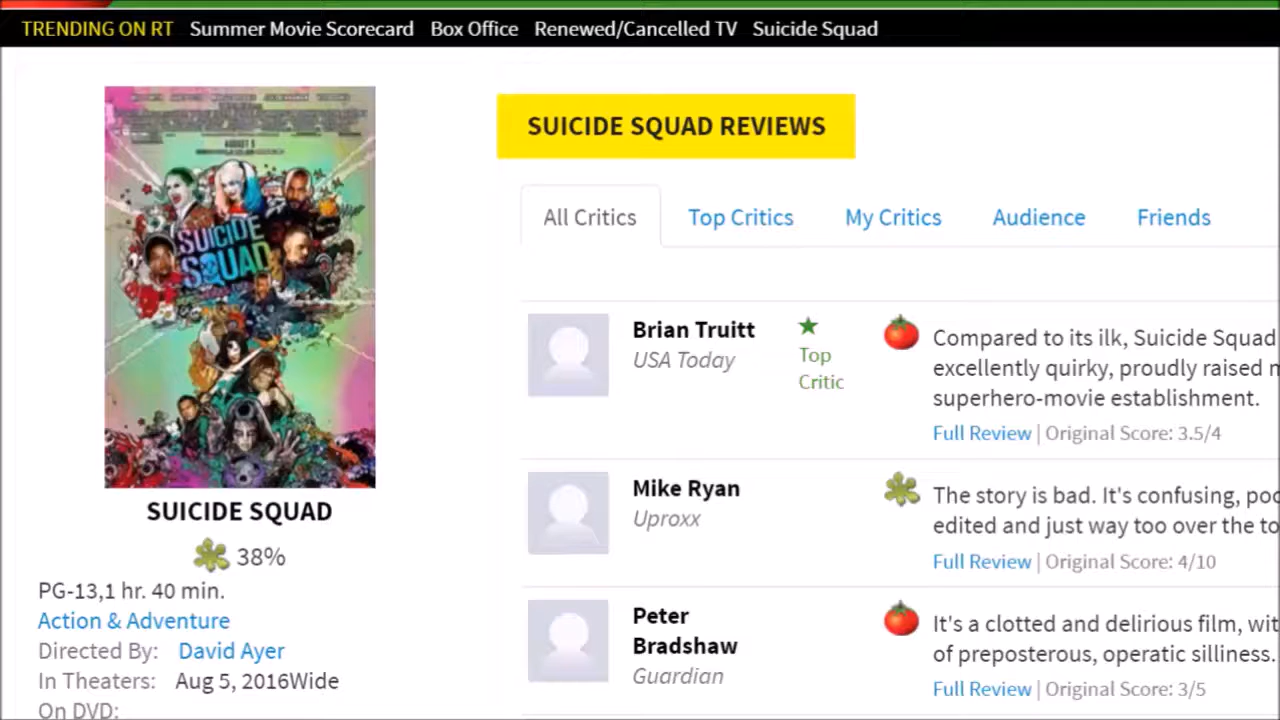 TRENDING ON RT Summer Movie Scorecard Box Office Renewed/Cancelled TV Suicide Squad
AUGUST 5
SUICIDE
SQUAD
SUICIDE SQUAD
38%
PG-13,1 hr. 40 min.
Action & Adventure
Directed By: David Ayer
In Theaters: Aug 5, 2016Wide
On DVD:
SUICIDE SQUAD REVIEWS
All Critics Top Critics My Critics Audience Friends
Brian Truitt
USA Today
Top
Critic
Compared to its ilk, Suicide Squad
excellently quirky, proudly raised
superhero-movie establishment.
Full Review | Original Score: 3.5/4
Mike Ryan
Uproxx
The story is bad. It's confusing,
edited and just way too over the
Full Review | Original Score: 4/10
Peter
Bradshaw
Guardian
It's a clotted and delirious film,
of preposterous, operatic silliness.
Full Review | Original Score: 3/5